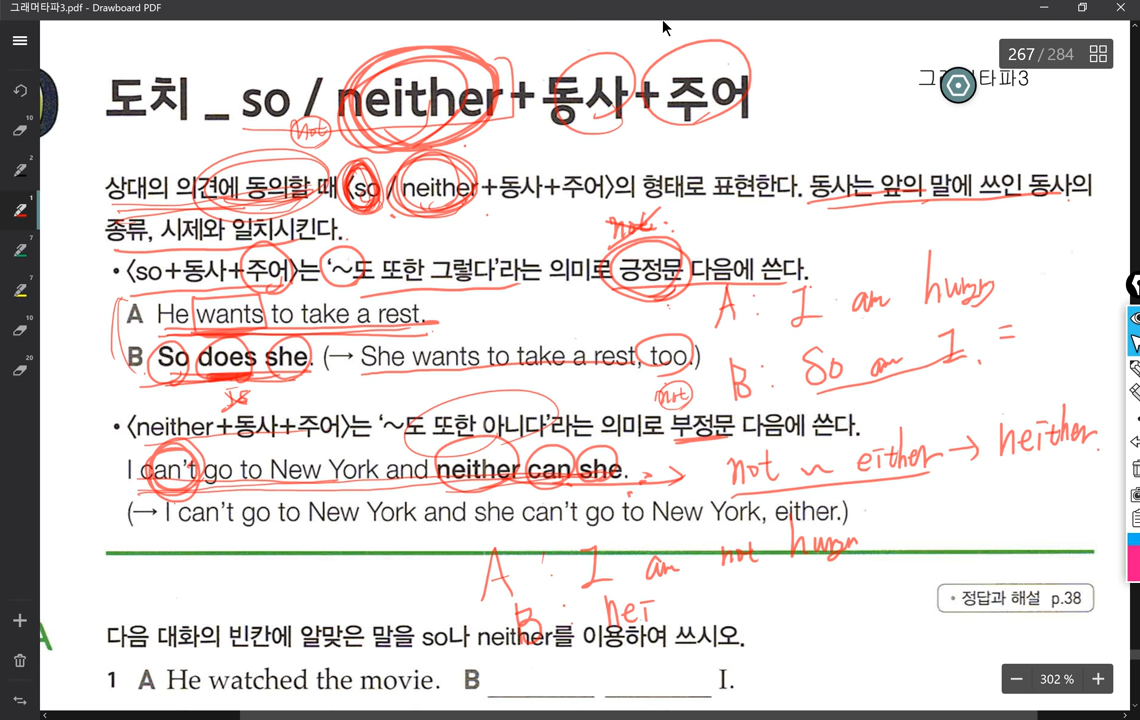 그래머타파3.pdf - Drawboard PDF
267 / 284
도치 _ so / neither + 동사 + 주어
not
상대의 의견에 동의할 때 〈so / neither+동사+주어〉의 형태로 표현한다. 동사는 앞의 말에 쓰인 동사의
종류, 시제와 일치시킨다.
not
• 〈so+동사+주어〉는 '~도 또한 그렇다'라는 의미로 긍정문 다음에 쓴다.
A He wants to take a rest.
A : I am hungry
B So does she. (→ She wants to take a rest, too.)
B : So am I. =
is
not
• 〈neither+동사+주어〉는 '~도 또한 아니다'라는 의미로 부정문 다음에 쓴다.
I can't go to New York and neither can she.
not ~ either → neither.
(→ I can't go to New York and she can't go to New York, either.)
A : I am not hungry
B : nei
• 정답과 해설 p.38
A
다음 대화의 빈칸에 알맞은 말을 so나 neither를 이용하여 쓰시오.
1 A He watched the movie. B ________ ________ I.
302 %